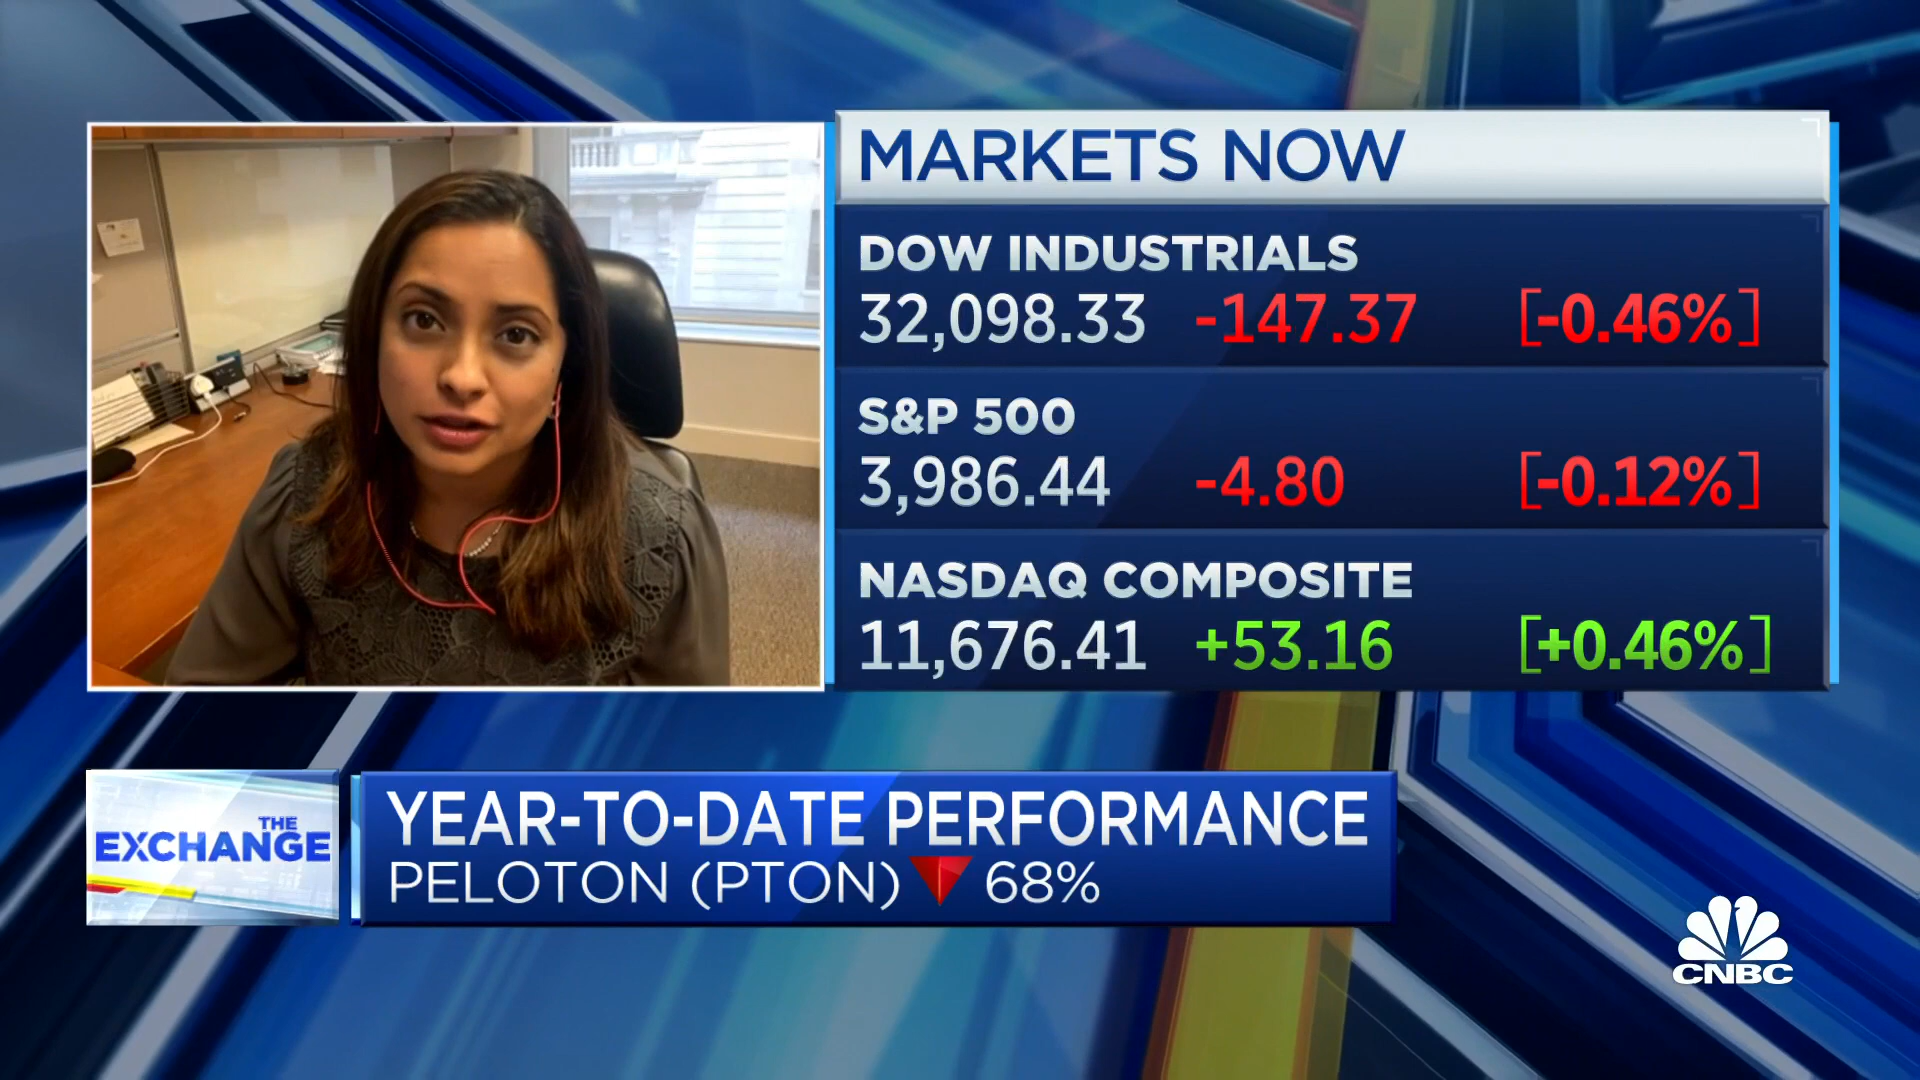 MARKETS NOW
DOW INDUSTRIALS
32,098.33 -147.37 [-0.46%]
S&P 500
3,986.44 -4.80 [-0.12%]
NASDAQ COMPOSITE
11,676.41 +53.16 [+0.46%]
THE
EXCHANGE
YEAR-TO-DATE PERFORMANCE
PELOTON (PTON) 68%
CNBC